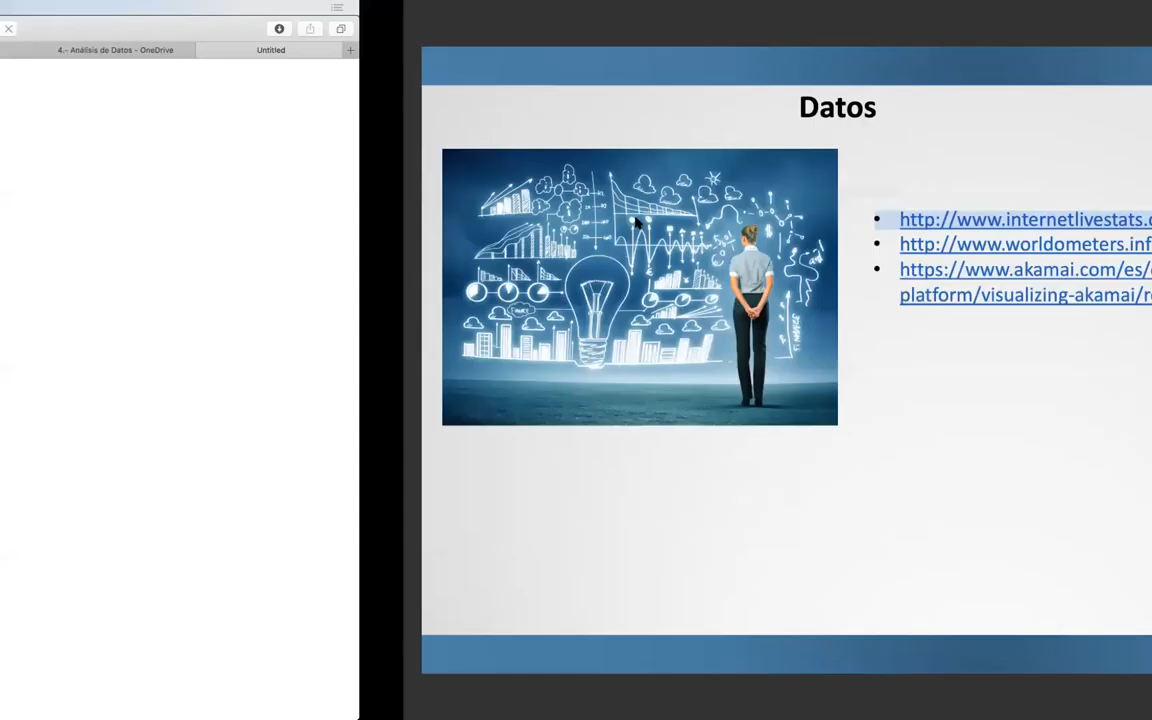 4.- Análisis de Datos - OneDrive
Untitled
Datos
• http://www.internetlivestats.c
• http://www.worldometers.inf
• https://www.akamai.com/es/
platform/visualizing-akamai/r
FINANCE